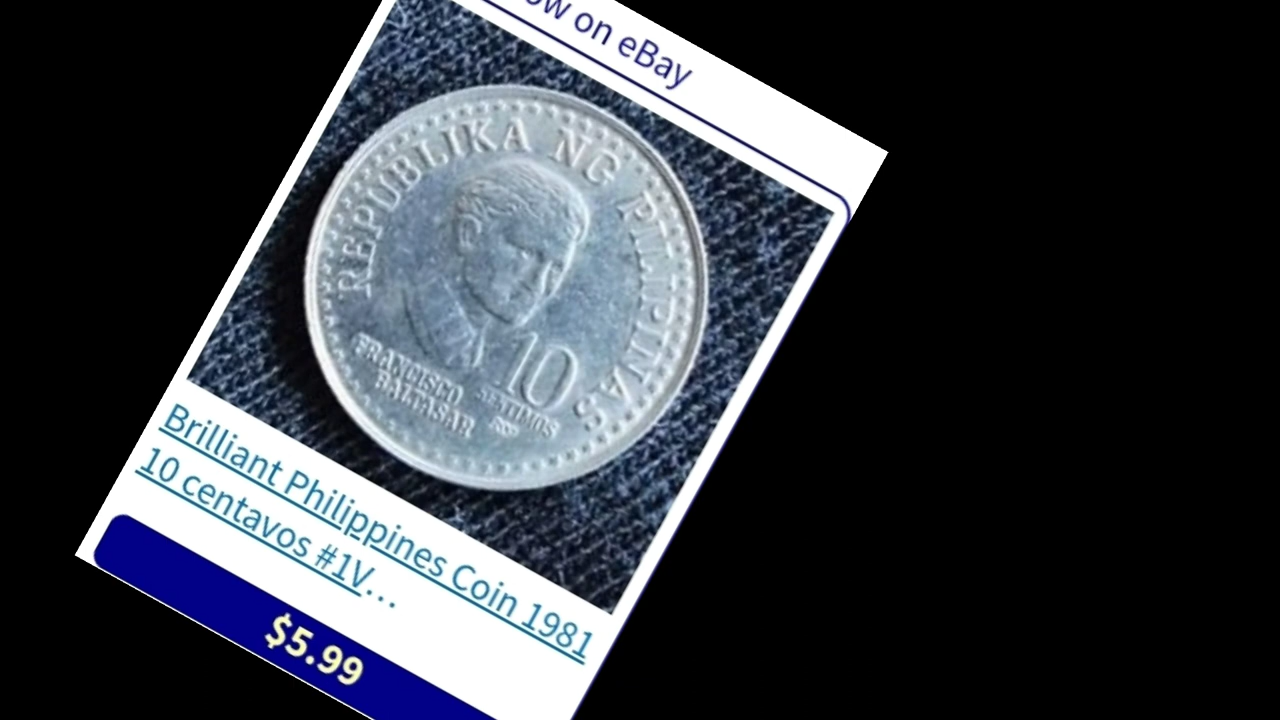 ow on eBay
REPUBLIKA NG PILIPINAS
10
SENTIMOS
FRANCISCO
BALTASAR
Brilliant Philippines Coin 1981
10 centavos #1V...
$5.99